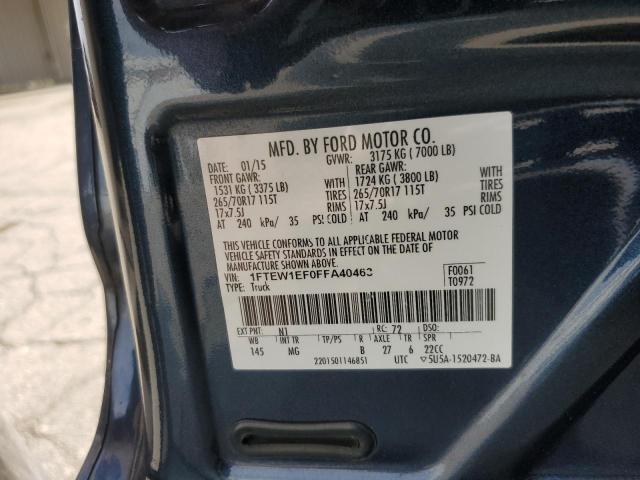 MFD. BY FORD MOTOR CO.
DATE: 01/15 GVWR: 3175 KG ( 7000 LB)
FRONT GAWR: REAR GAWR:
1531 KG ( 3375 LB) WITH 1724 KG ( 3800 LB) WITH
265/70R17 115T TIRES 265/70R17 115T TIRES
17x7.5J RIMS 17x7.5J RIMS
AT 240 kPa/ 35 PSI COLD AT 240 kPa/ 35 PSI COLD
THIS VEHICLE CONFORMS TO ALL APPLICABLE FEDERAL MOTOR
VEHICLE SAFETY STANDARDS IN EFFECT ON THE DATE OF
MANUFACTURE SHOWN ABOVE.
VIN: 1FTEW1EF0FFA40463 F0061
TYPE: Truck T0972
EXT PNT: N1 RC: 72 DSO:
WB INT TR TP/PS R AXLE TR
145 MG B 27 6 22CC
2201501146851 UTC ▽5U5A-1520472-BA